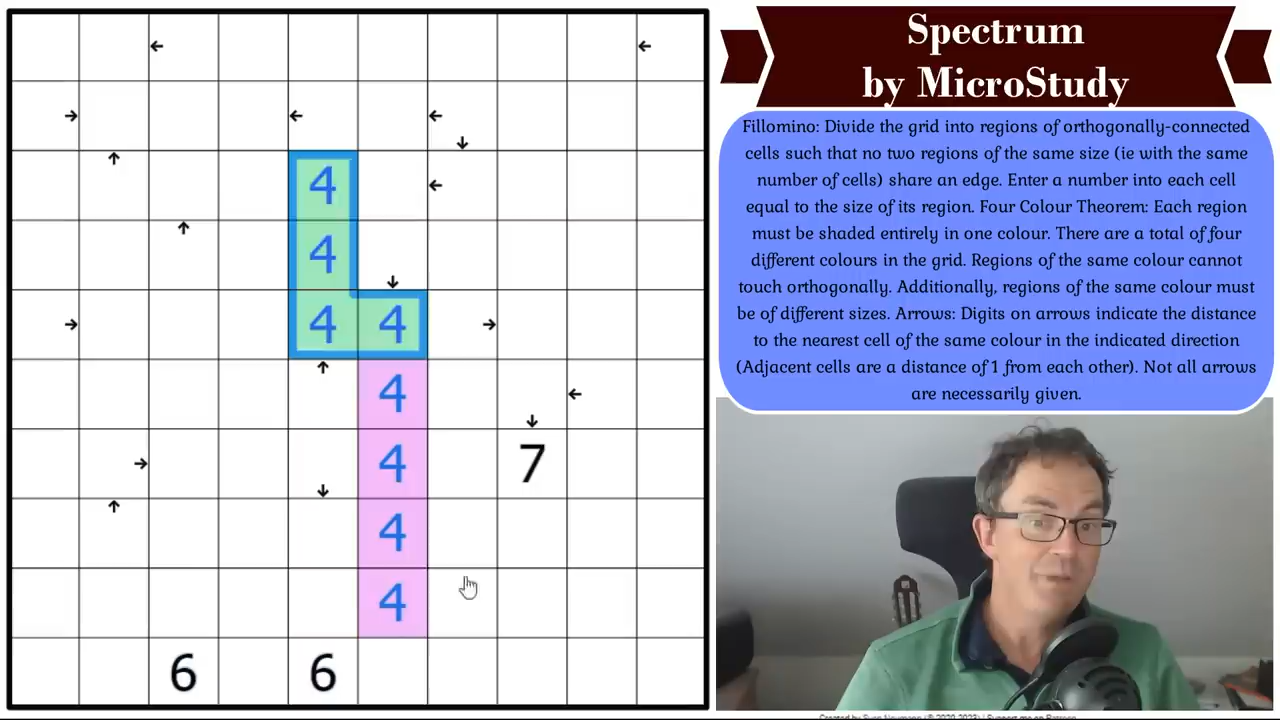 Spectrum
by MicroStudy
Fillomino: Divide the grid into regions of orthogonally-connected
cells such that no two regions of the same size (ie with the same
number of cells) share an edge. Enter a number into each cell
equal to the size of its region. Four Colour Theorem: Each region
must be shaded entirely in one colour. There are a total of four
different colours in the grid. Regions of the same colour cannot
touch orthogonally. Additionally, regions of the same colour must
be of different sizes. Arrows: Digits on arrows indicate the distance
to the nearest cell of the same colour in the indicated direction
(Adjacent cells are a distance of 1 from each other). Not all arrows
are necessarily given.
4
4
4 4
4
4 7
4
4
6 6